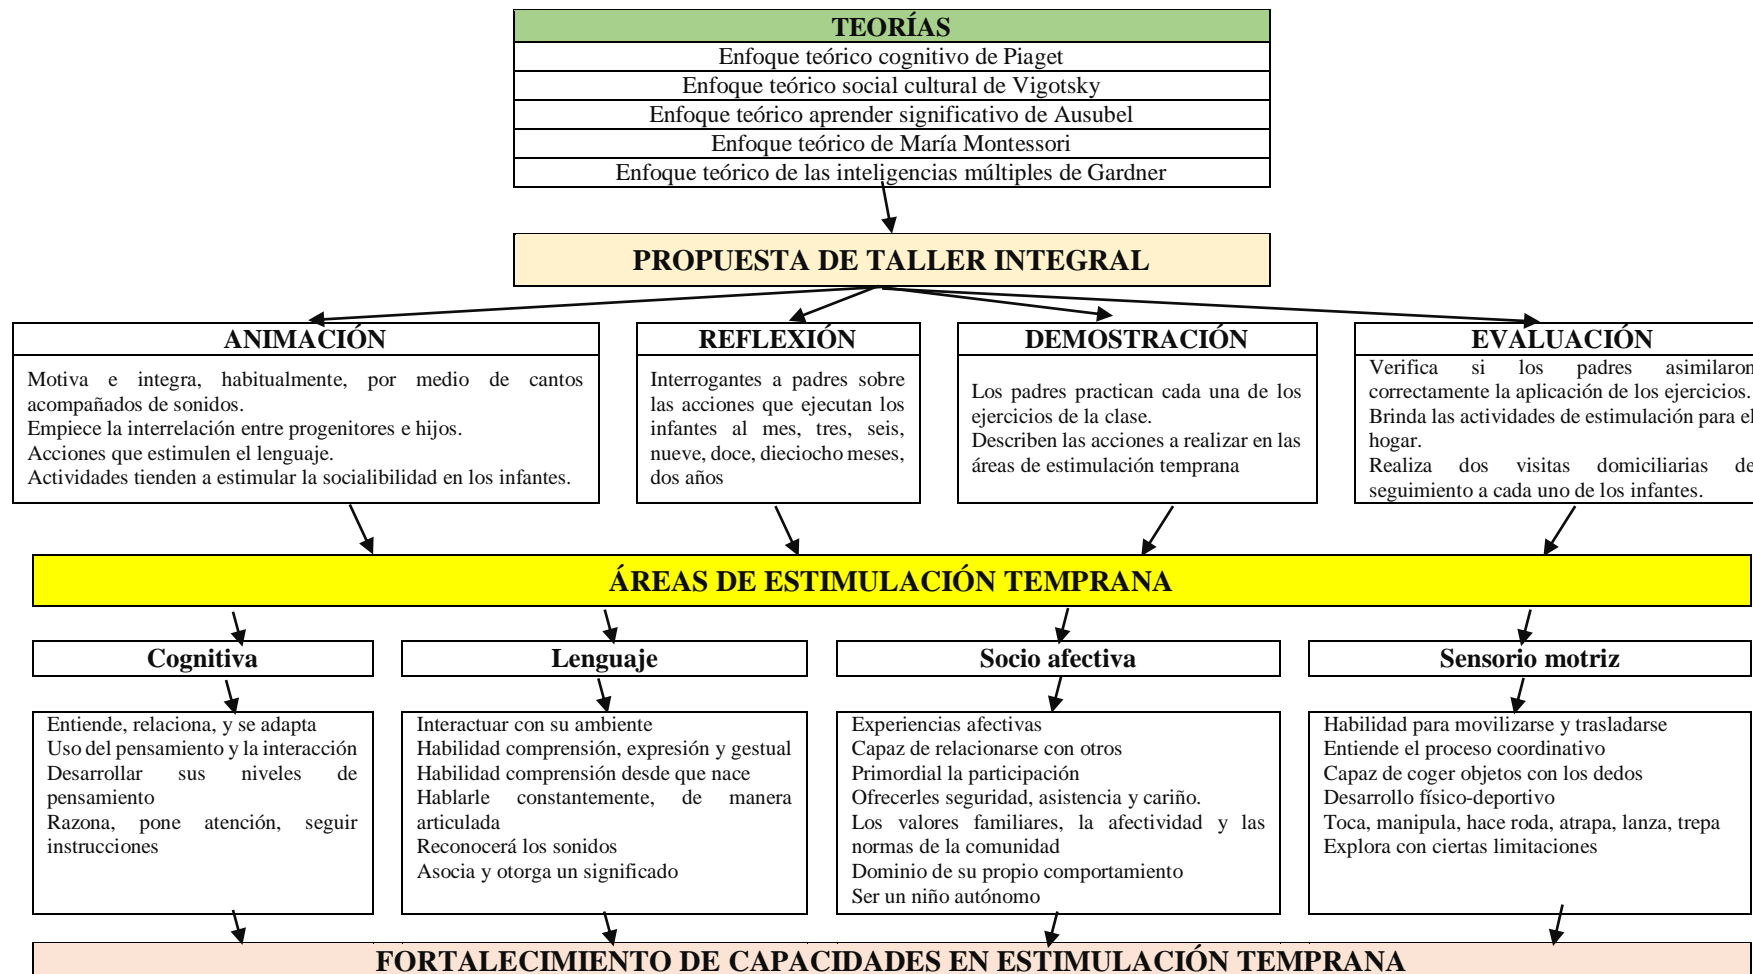 TEORÍAS
Enfoque teórico cognitivo de Piaget
Enfoque teórico social cultural de Vigotsky
Enfoque teórico aprender significativo de Ausubel
Enfoque teórico de María Montessori
Enfoque teórico de las inteligencias múltiples de Gardner
PROPUESTA DE TALLER INTEGRAL
ANIMACIÓN
Motiva e integra, habitualmente, por medio de cantos
acompañados de sonidos.
Empiece la interrelación entre progenitores e hijos.
Acciones que estimulen el lenguaje.
Actividades tienden a estimular la socialibilidad en los infantes.
REFLEXIÓN
Interrogantes a padres sobre
las acciones que ejecutan los
infantes al mes, tres, seis,
nueve, doce, dieciocho meses,
dos años
DEMOSTRACIÓN
Los padres practican cada una de los
ejercicios de la clase.
Describen las acciones a realizar en las
áreas de estimulación temprana
EVALUACIÓN
Verifica si los padres asimilaron
correctamente la aplicación de los ejercicios.
Brinda las actividades de estimulación para el
hogar.
Realiza dos visitas domiciliarias de
seguimiento a cada uno de los infantes.
ÁREAS DE ESTIMULACIÓN TEMPRANA
Cognitiva
Entiende, relaciona, y se adapta
Uso del pensamiento y la interacción
Desarrollar sus niveles de
pensamiento
Razona, pone atención, seguir
instrucciones
Lenguaje
Interactuar con su ambiente
Habilidad comprensión, expresión y gestual
Habilidad comprensión desde que nace
Hablarle constantemente, de manera
articulada
Reconocerá los sonidos
Asocia y otorga un significado
Socio afectiva
Experiencias afectivas
Capaz de relacionarse con otros
Primordial la participación
Ofrecerles seguridad, asistencia y cariño.
Los valores familiares, la afectividad y las
normas de la comunidad
Dominio de su propio comportamiento
Ser un niño autónomo
Sensorio motriz
Habilidad para movilizarse y trasladarse
Entiende el proceso coordinativo
Capaz de coger objetos con los dedos
Desarrollo físico-deportivo
Toca, manipula, hace roda, atrapa, lanza, trepa
Explora con ciertas limitaciones
FORTALECIMIENTO DE CAPACIDADES EN ESTIMULACIÓN TEMPRANA